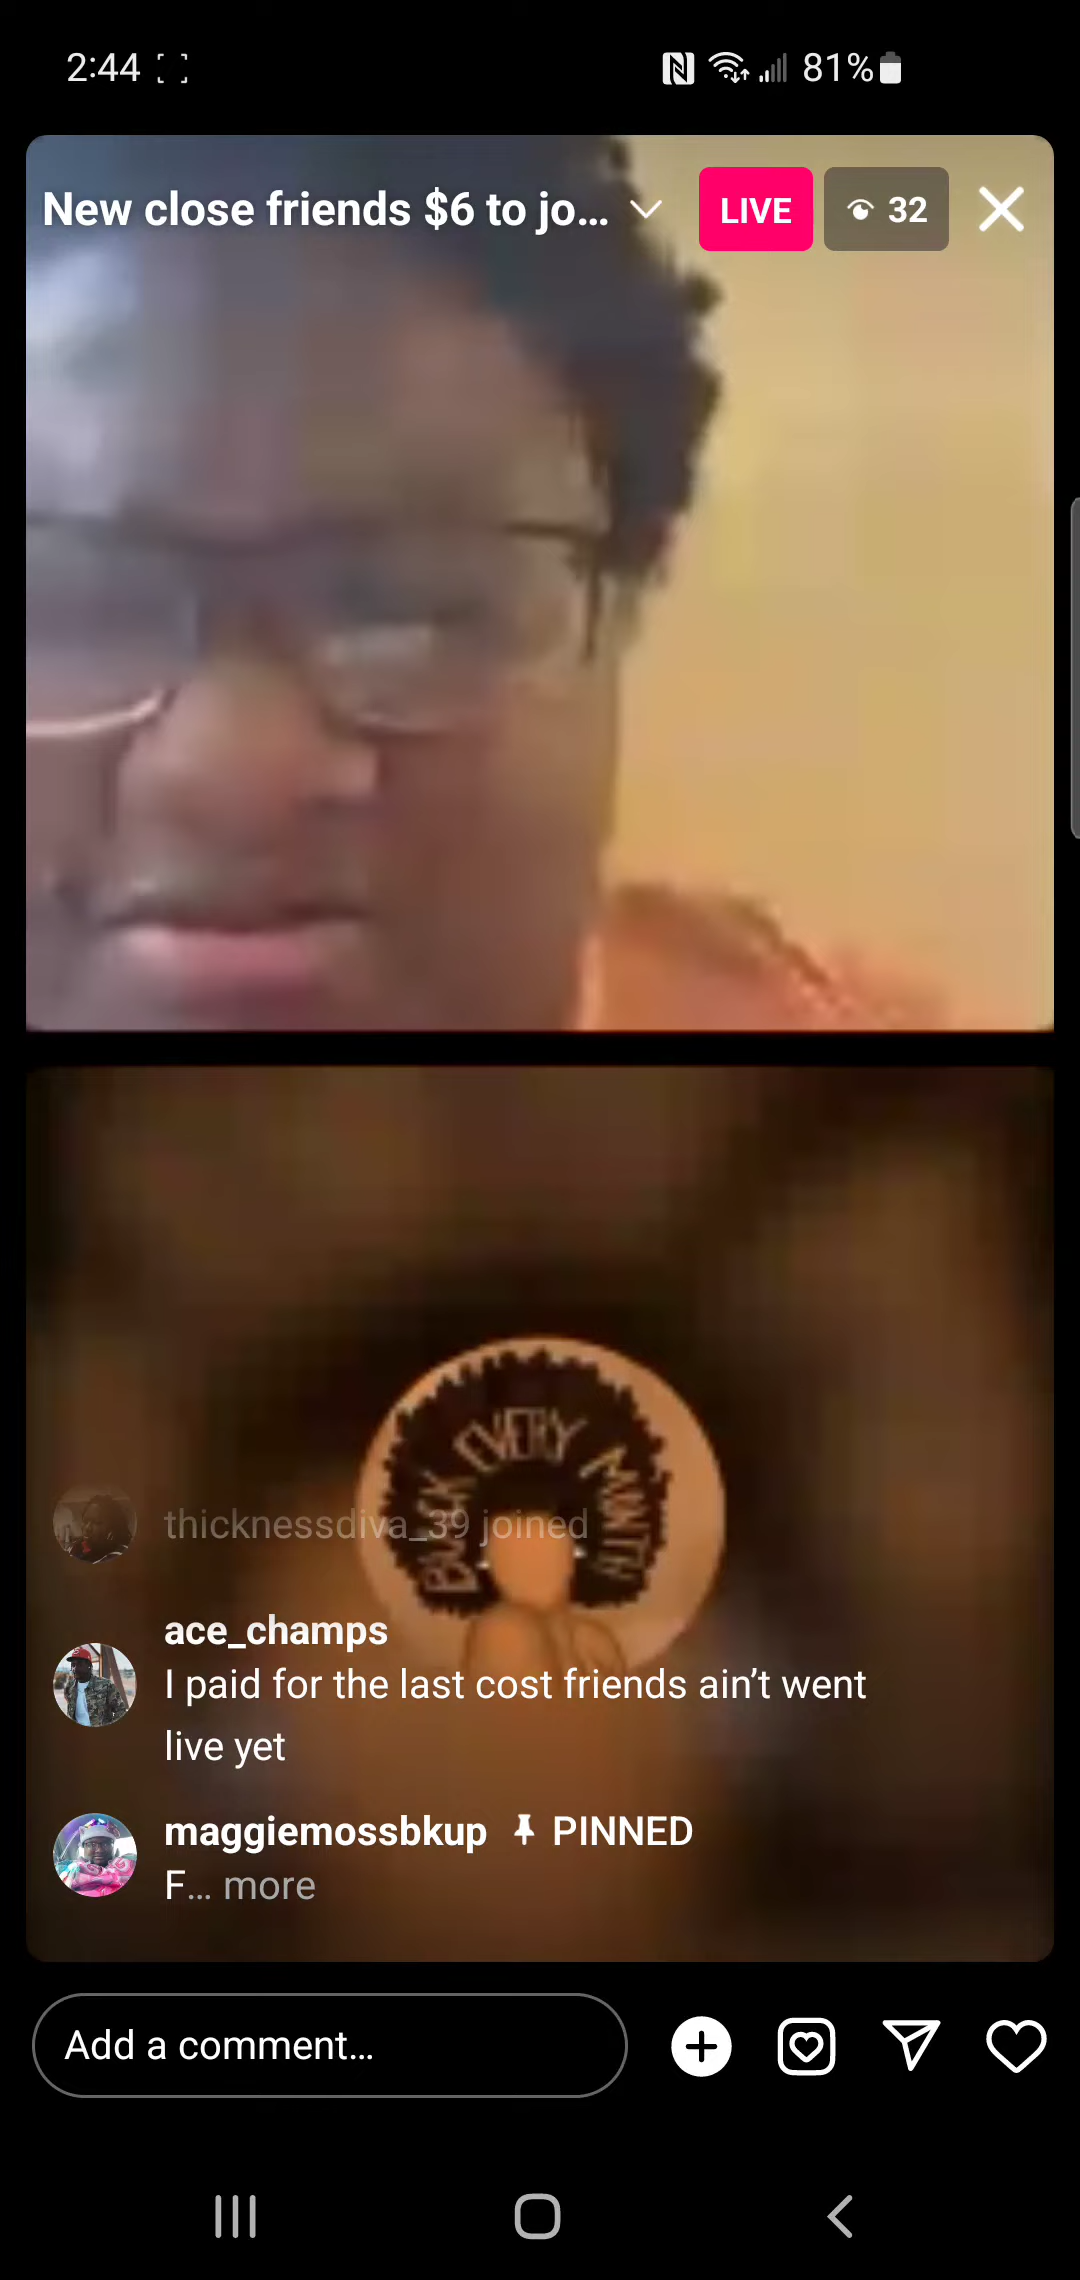 2:44
81%
New close friends $6 to jo...
LIVE
32
BLACK EVERY MONTH
thicknessdiva_39 joined
ace_champs
I paid for the last cost friends ain’t went
live yet
maggiemossbkup PINNED
F... more
Add a comment...